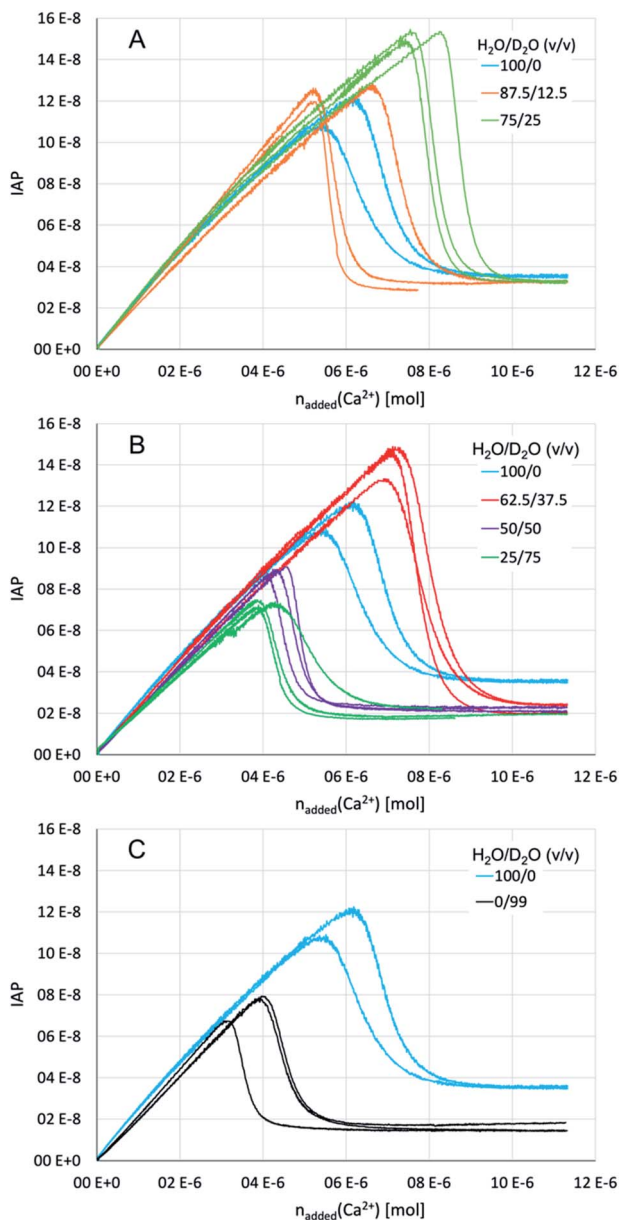 A
16 E-8
14 E-8
12 E-8
10 E-8
08 E-8
06 E-8
04 E-8
02 E-8
00 E+0
IAP
H₂O/D₂O (v/v)
100/0
87.5/12.5
75/25
00 E+0 02 E-6 04 E-6 06 E-6 08 E-6 10 E-6 12 E-6
nadded(Ca²⁺) [mol]
B
16 E-8
14 E-8
12 E-8
10 E-8
08 E-8
06 E-8
04 E-8
02 E-8
00 E+0
IAP
H₂O/D₂O (v/v)
100/0
62.5/37.5
50/50
25/75
00 E+0 02 E-6 04 E-6 06 E-6 08 E-6 10 E-6 12 E-6
nadded(Ca²⁺) [mol]
C
16 E-8
14 E-8
12 E-8
10 E-8
08 E-8
06 E-8
04 E-8
02 E-8
00 E+0
IAP
H₂O/D₂O (v/v)
100/0
0/99
00 E+0 02 E-6 04 E-6 06 E-6 08 E-6 10 E-6 12 E-6
nadded(Ca²⁺) [mol]